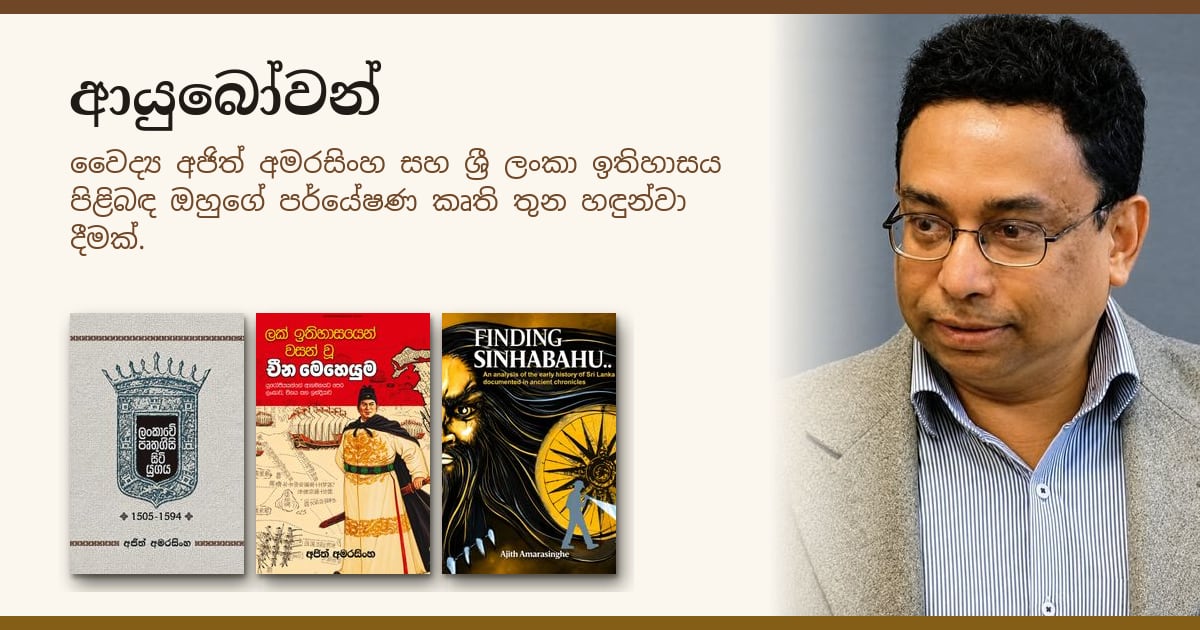 ආයුබෝවන්
වෛද්‍ය අජිත් අමරසිංහ සහ ශ්‍රී ලංකා ඉතිහාසය
පිළිබඳ ඔහුගේ පර්යේෂණ කෘති තුන හඳුන්වා
දීමක්.
ලංකාවේ
පෘතුගීසි
සිටි
යුගය
1505-1594
අජිත් අමරසිංහ
ලක් ඉතිහාසයෙන්
වසන් වූ
චීන මෙහෙයුම
අජිත් අමරසිංහ
FINDING
SINHABAHU..
An analysis of the early history of Sri Lanka
documented in ancient chronicles
Ajith Amarasinghe